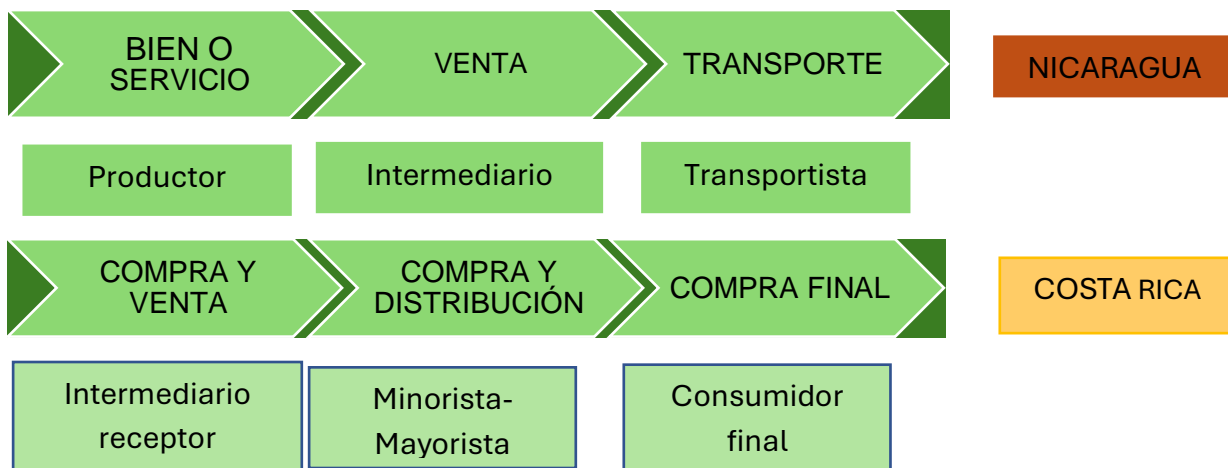 BIEN O
SERVICIO
VENTA
TRANSPORTE
NICARAGUA
Productor
Intermediario
Transportista
COMPRA Y
VENTA
COMPRA Y
DISTRIBUCIÓN
COMPRA FINAL
COSTA RICA
Intermediario
receptor
Minorista-
Mayorista
Consumidor
final